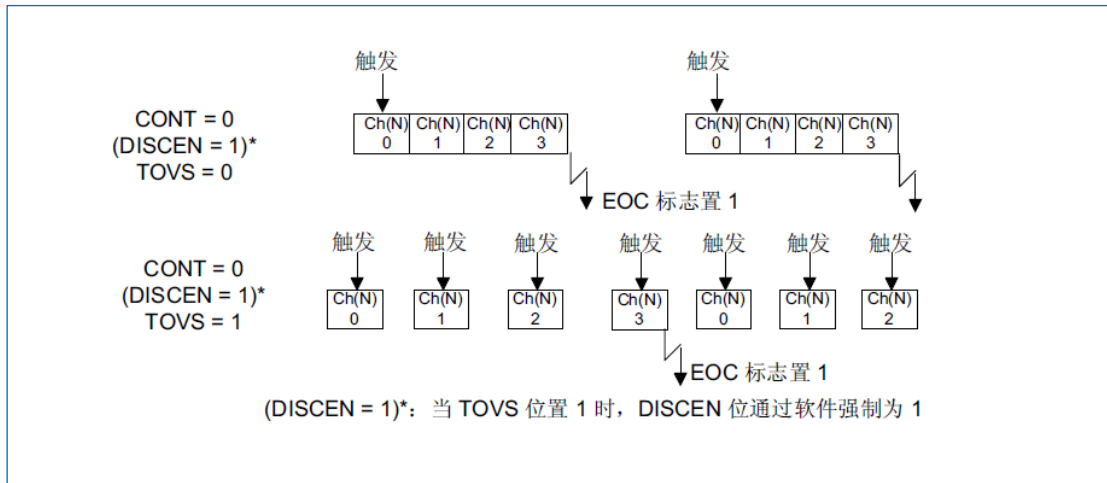 触发 触发
CONT = 0
(DISCEN = 1)*
TOVS = 0
Ch(N) Ch(N) Ch(N) Ch(N) Ch(N) Ch(N) Ch(N) Ch(N)
0 1 2 3 0 1 2 3
EOC 标志置 1
触发 触发 触发 触发 触发 触发 触发
CONT = 0
(DISCEN = 1)*
TOVS = 1
Ch(N) Ch(N) Ch(N) Ch(N) Ch(N) Ch(N) Ch(N)
0 1 2 3 0 1 2
EOC 标志置 1
(DISCEN = 1)*：当 TOVS 位置 1 时，DISCEN 位通过软件强制为 1